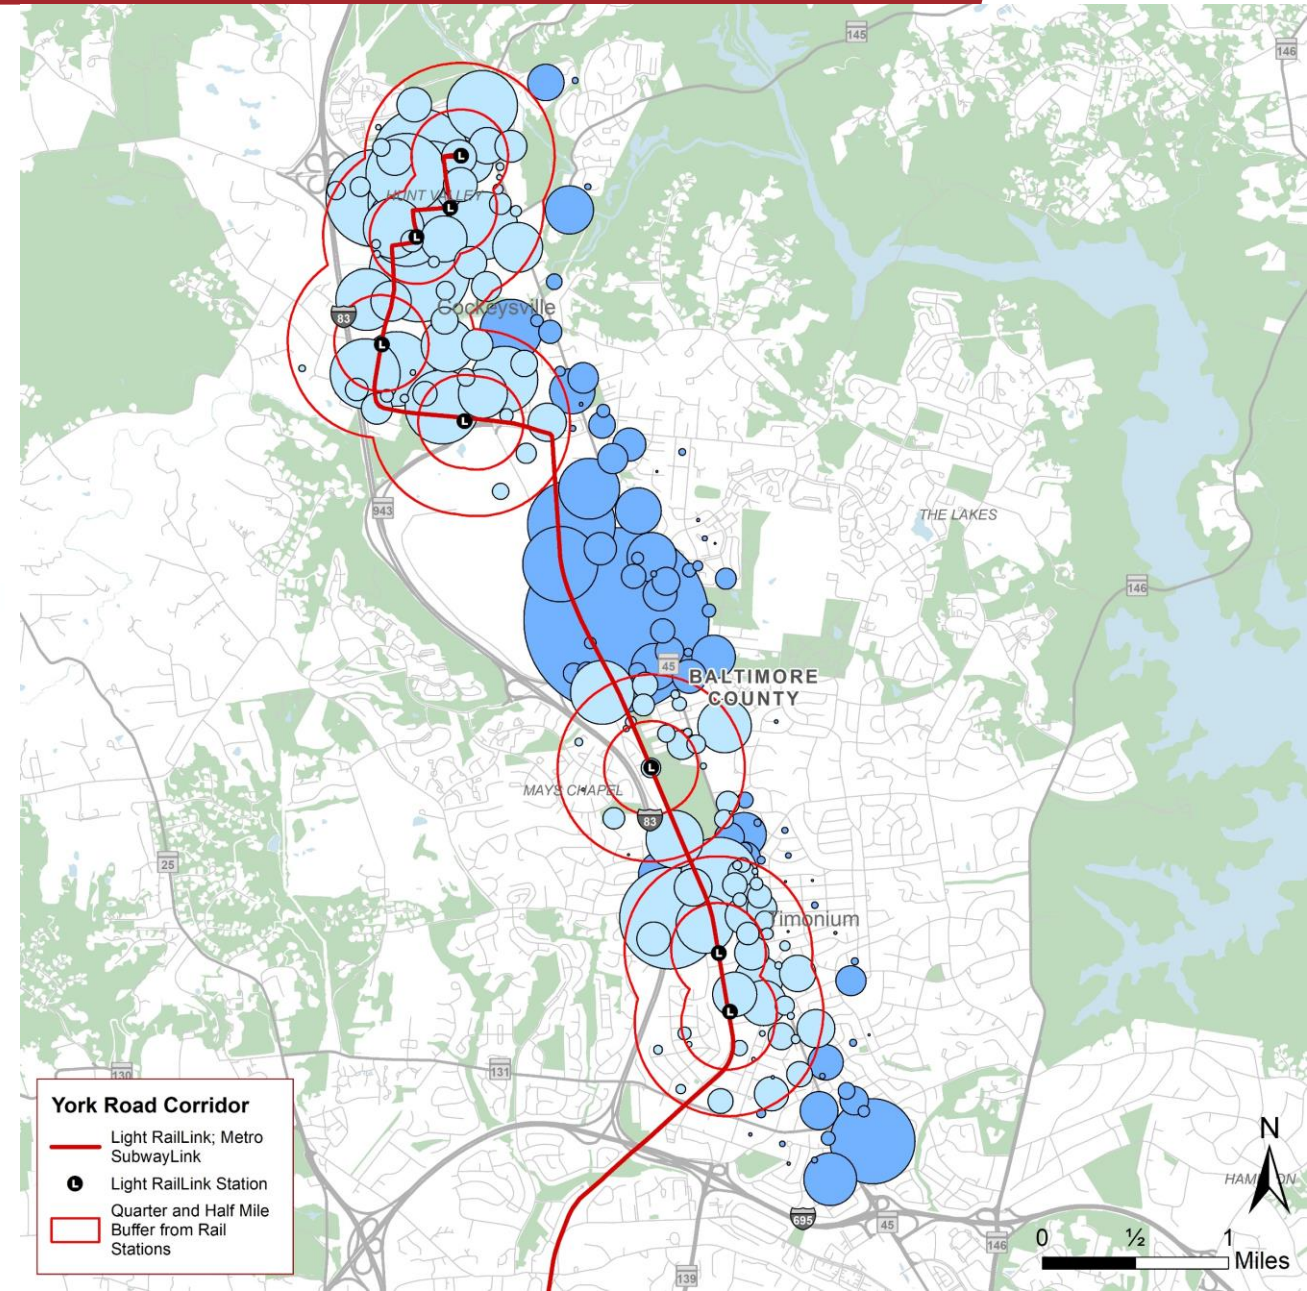 145
146
HUNT VALLEY
Cockeysville
83
943
THE LAKES
146
45
BALTIMORE
COUNTY
MAYS CHAPEL
83
25
Timonium
130
131
York Road Corridor
Light RailLink; Metro
SubwayLink
L
Light RailLink Station
Quarter and Half Mile
Buffer from Rail
Stations
N
695
45
146
139
0 ½ 1
Miles